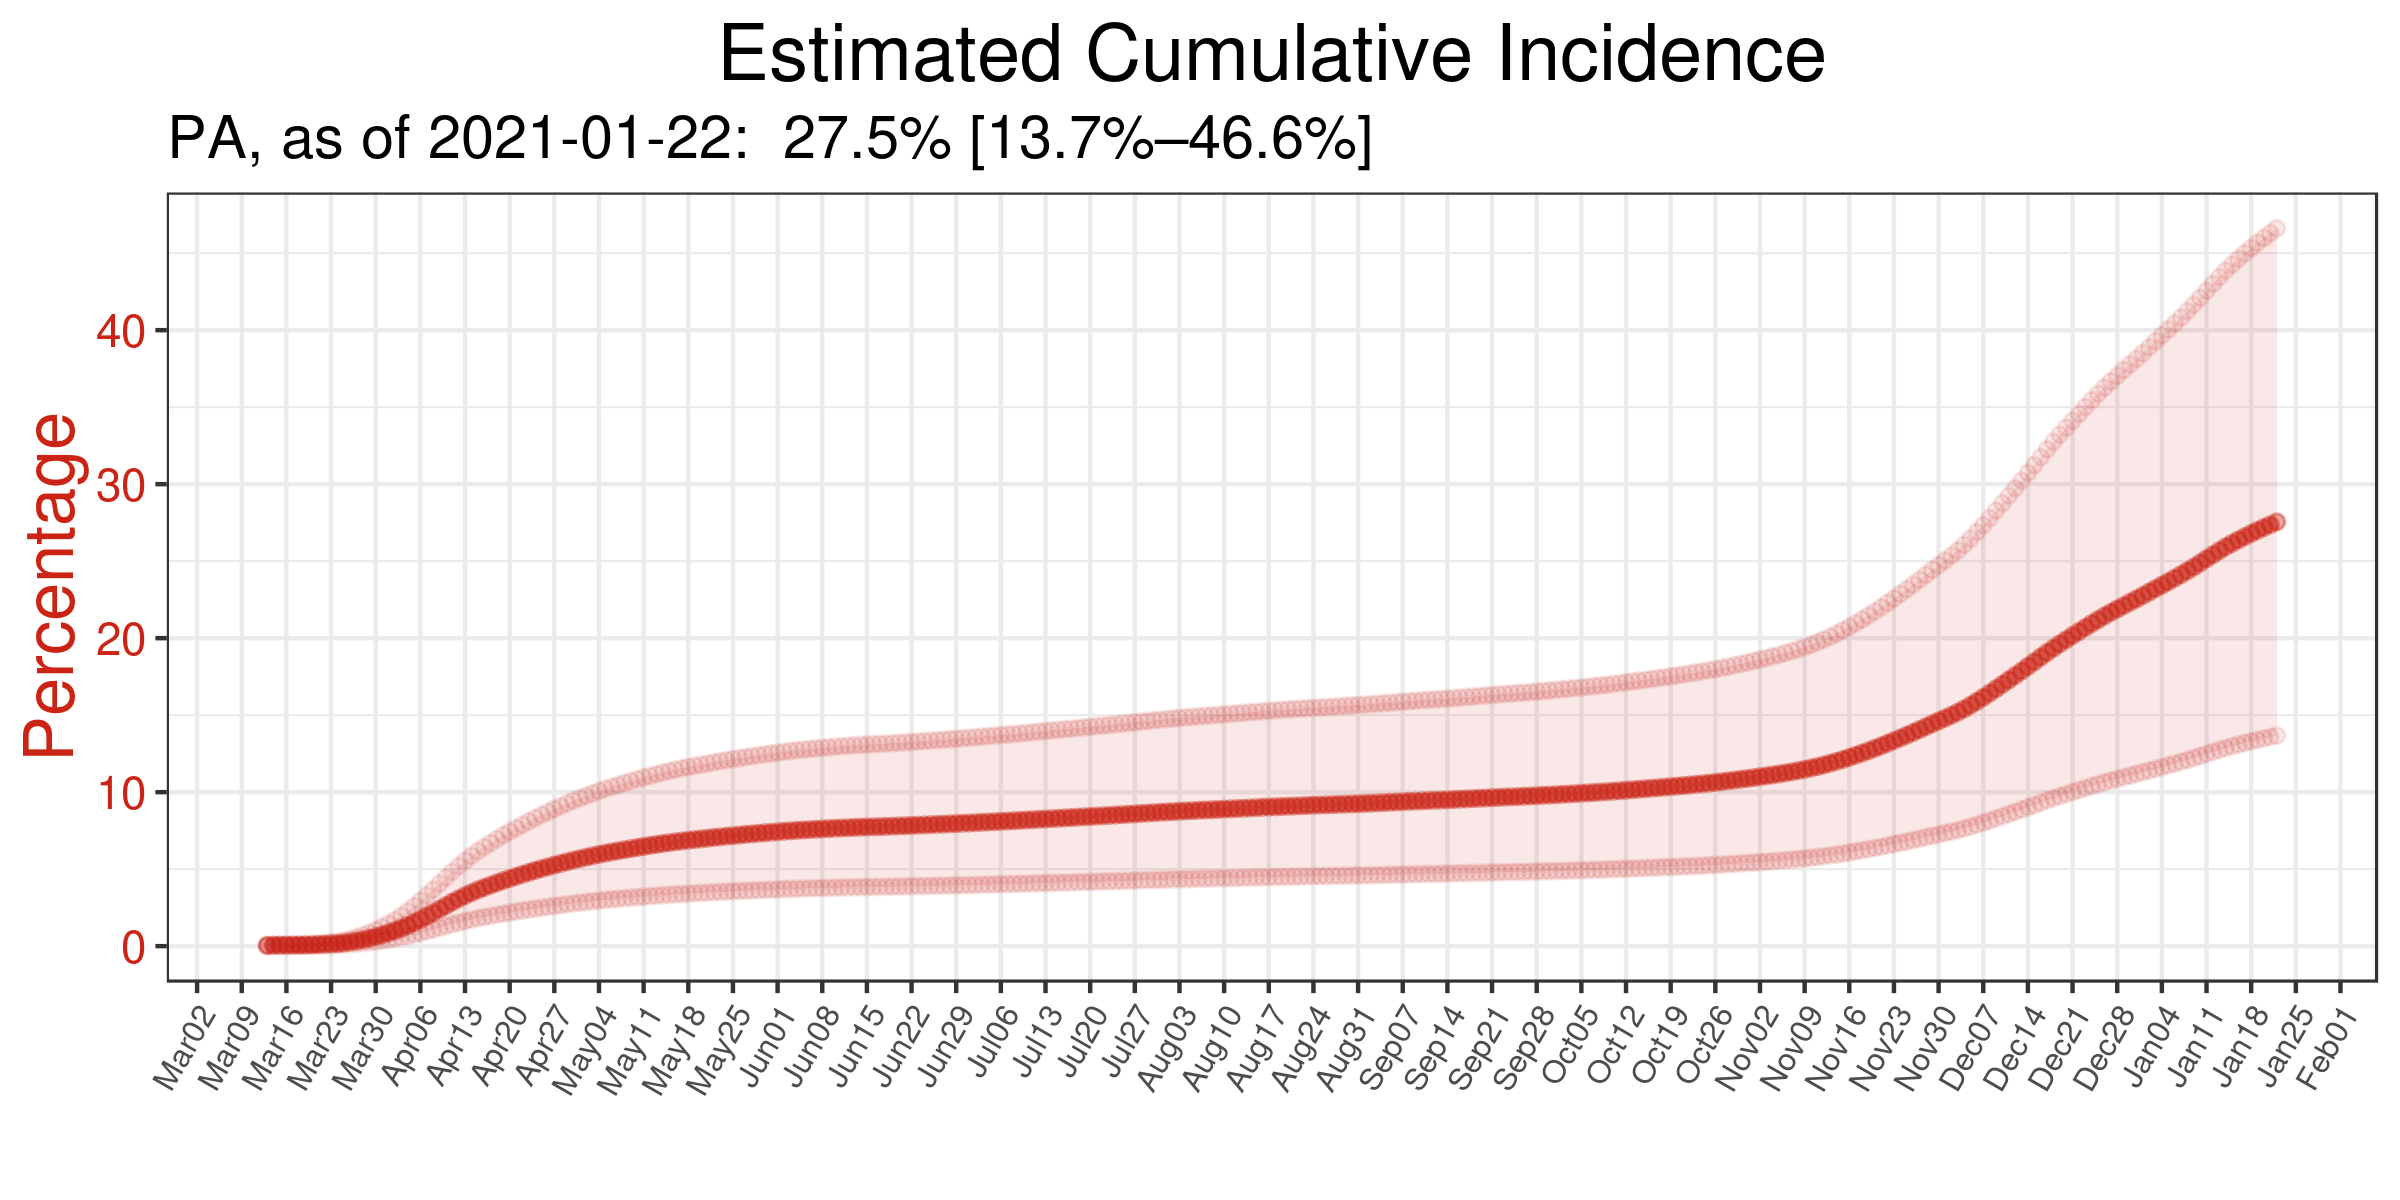 Estimated Cumulative Incidence
PA, as of 2021-01-22:  27.5% [13.7%–46.6%]
Percentage
40
30
20
10
0
Mar02
Mar09
Mar16
Mar23
Mar30
Apr06
Apr13
Apr20
Apr27
May04
May11
May18
May25
Jun01
Jun08
Jun15
Jun22
Jun29
Jul06
Jul13
Jul20
Jul27
Aug03
Aug10
Aug17
Aug24
Aug31
Sep07
Sep14
Sep21
Sep28
Oct05
Oct12
Oct19
Oct26
Nov02
Nov09
Nov16
Nov23
Nov30
Dec07
Dec14
Dec21
Dec28
Jan04
Jan11
Jan18
Jan25
Feb01